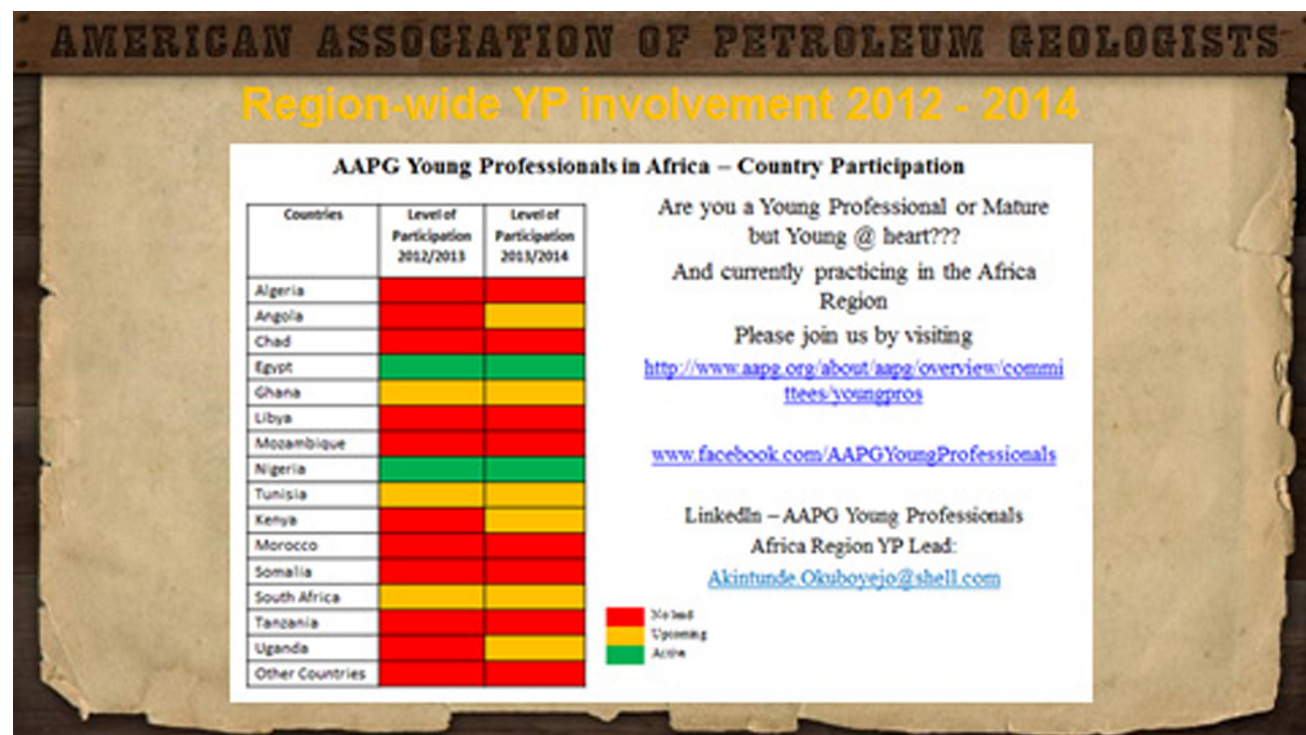 AMERICAN ASSOCIATION OF PETROLEUM GEOLOGISTS
Region-wide YP involvement 2012 - 2014
AAPG Young Professionals in Africa – Country Participation
Countries
Level of
Participation
2012/2013
Level of
Participation
2013/2014
Algeria
Angola
Chad
Egypt
Ghana
Libya
Mozambique
Nigeria
Tunisia
Kenya
Morocco
Somalia
South Africa
Tanzania
Uganda
Other Countries
Are you a Young Professional or Mature
but Young @ heart???
And currently practicing in the Africa
Region
Please join us by visiting
http://www.aapg.org/about/aapg/overview/commi
ttees/youngpros
www.facebook.com/AAPGYoungProfessionals
LinkedIn – AAPG Young Professionals
Africa Region YP Lead:
Akintunde.Okuboyejo@shell.com
No lead
Upcoming
Active